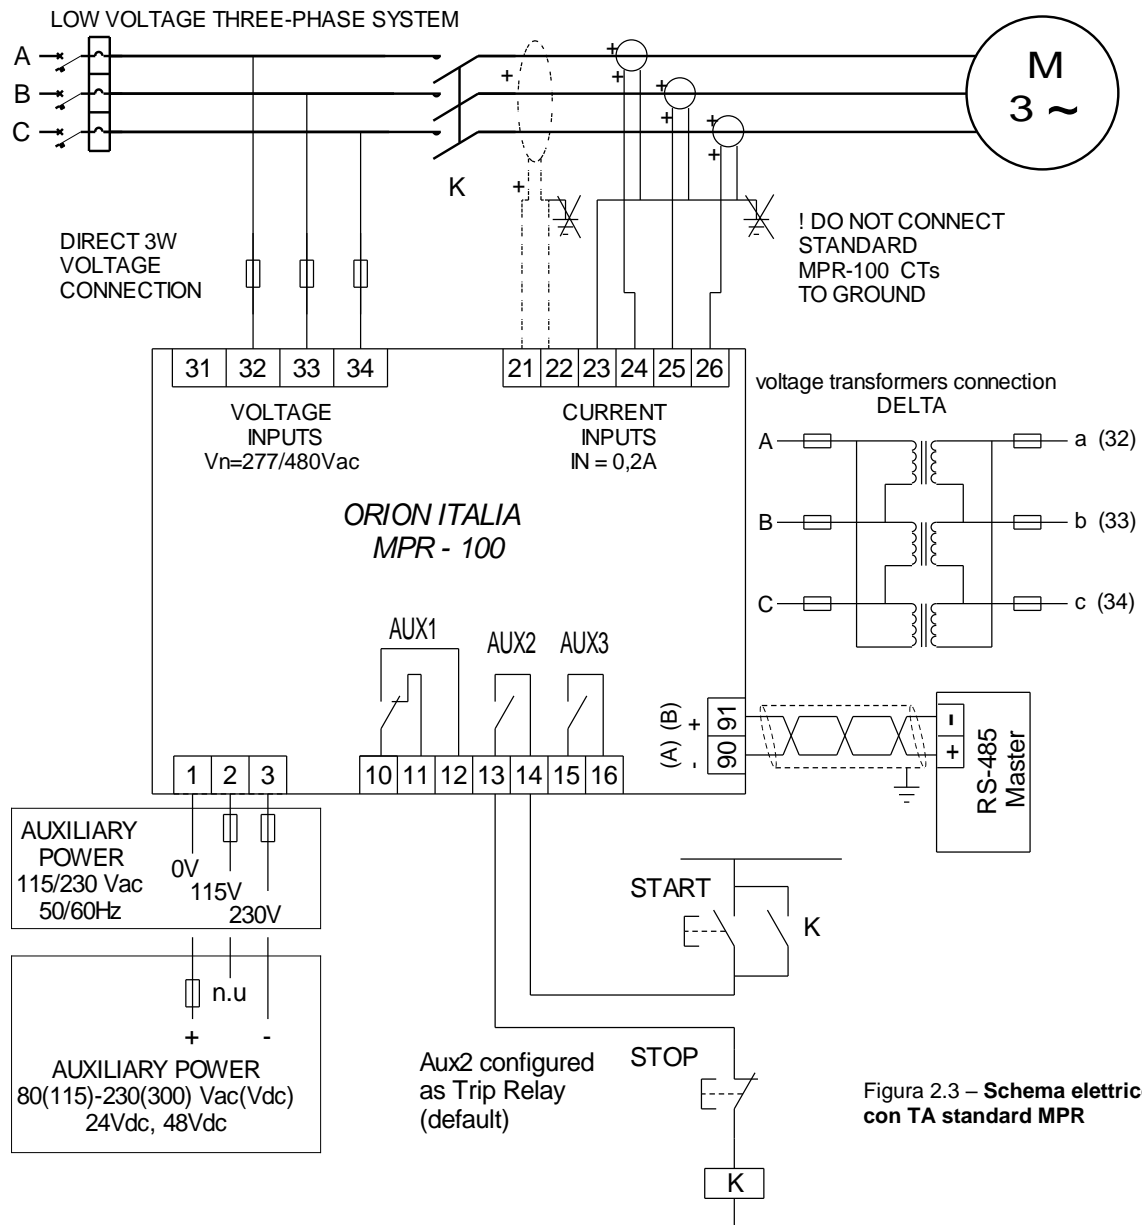 LOW VOLTAGE THREE-PHASE SYSTEM
A
B
C
M
3 ~
+
+
+
+
+
+
+
+
K
DIRECT 3W
VOLTAGE
CONNECTION
! DO NOT CONNECT
STANDARD
MPR-100 CTs
TO GROUND
31 32 33 34
21 22 23 24 25 26
VOLTAGE
INPUTS
Vn=277/480Vac
CURRENT
INPUTS
IN = 0,2A
voltage transformers connection
DELTA
A
a (32)
B
b (33)
C
c (34)
ORION ITALIA
MPR - 100
AUX1
AUX2
AUX3
(B) + 91
(A) - 90
-
+
RS-485
Master
1 2 3
10 11 12 13 14 15 16
AUXILIARY
POWER
115/230 Vac
50/60Hz
0V
115V
230V
n.u
+
-
AUXILIARY POWER
80(115)-230(300) Vac(Vdc)
24Vdc, 48Vdc
START
K
STOP
Aux2 configured
as Trip Relay
(default)
K
Figura 2.3 – Schema elettric
con TA standard MPR